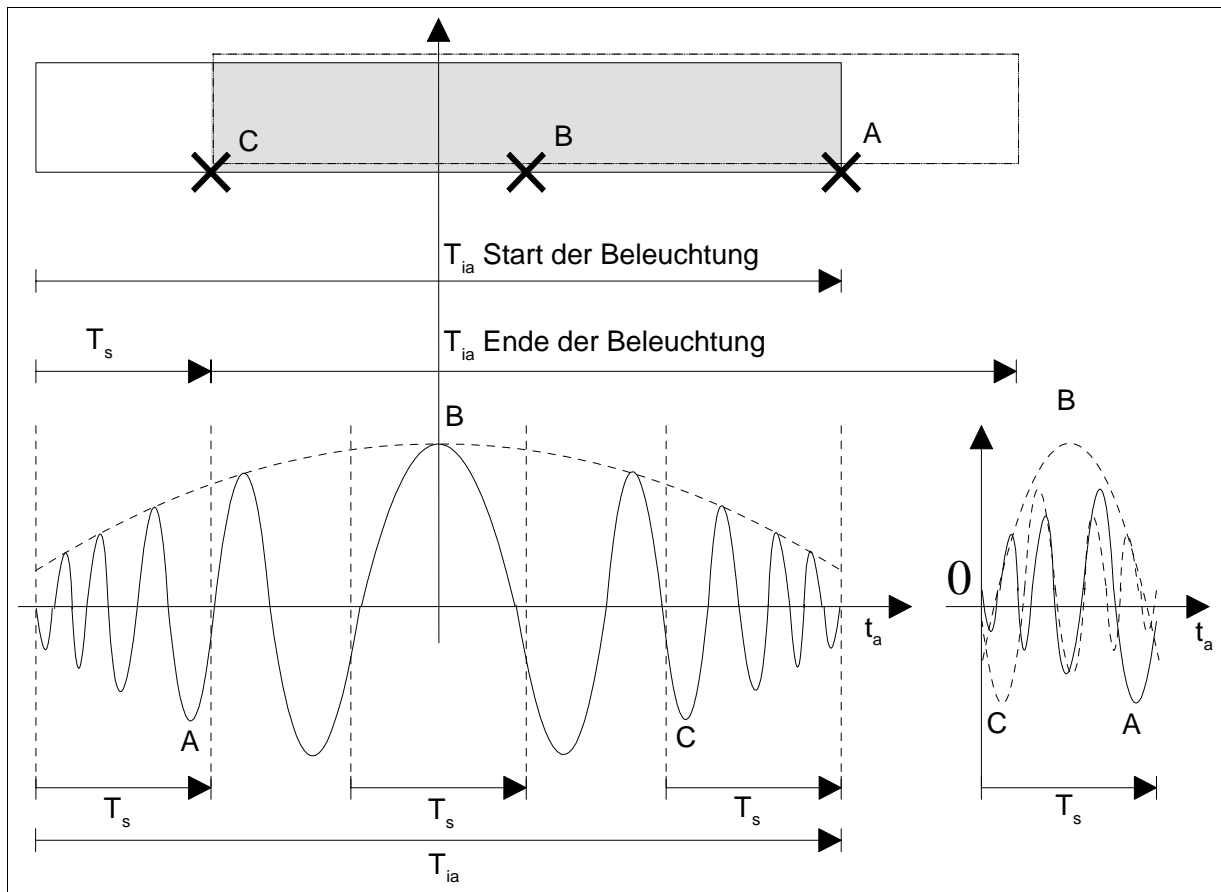 C
B
A
T_ia Start der Beleuchtung
T_s
T_ia Ende der Beleuchtung
B
B
0
t_a
t_a
A
C
C
A
T_s
T_s
T_s
T_s
T_ia